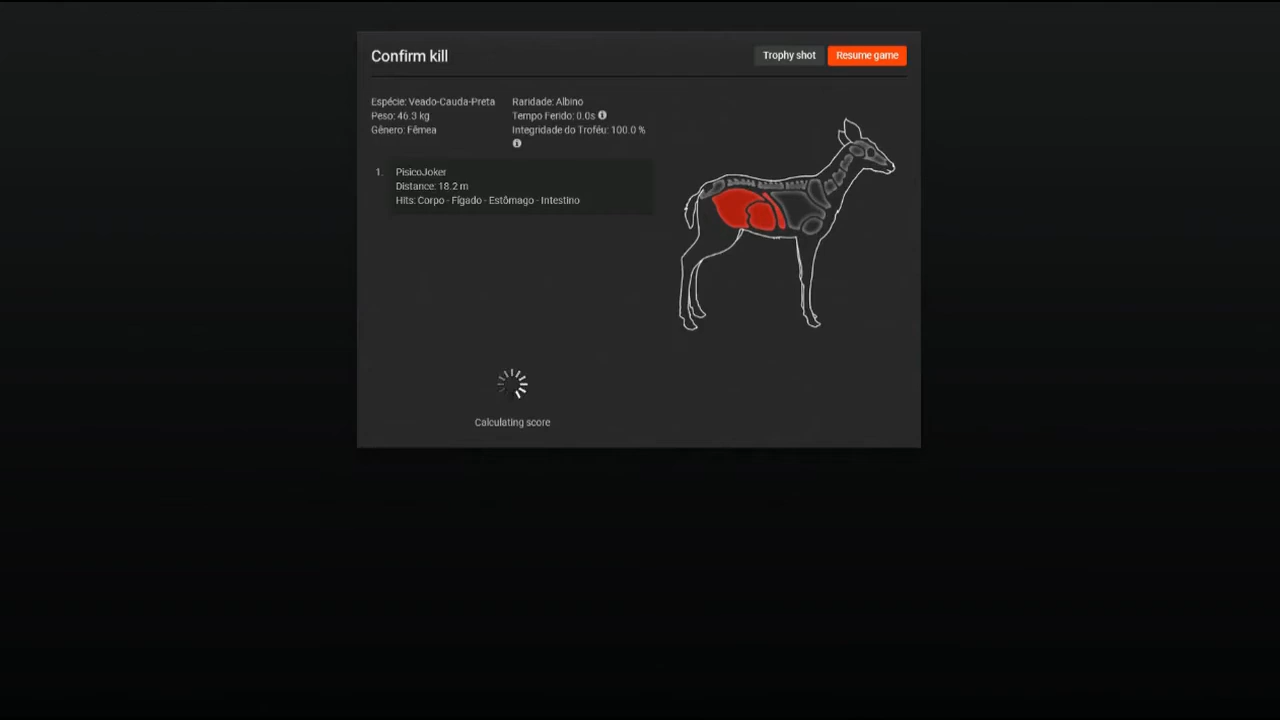 Confirm kill
Trophy shot
Resume game
Espécie: Veado-Cauda-Preta
Peso: 46.3 kg
Gênero: Fêmea
Raridade: Albino
Tempo Ferido: 0.0s
Integridade do Troféu: 100.0 %
1.
PisicoJoker
Distance: 18.2 m
Hits: Corpo - Fígado - Estômago - Intestino
Calculating score